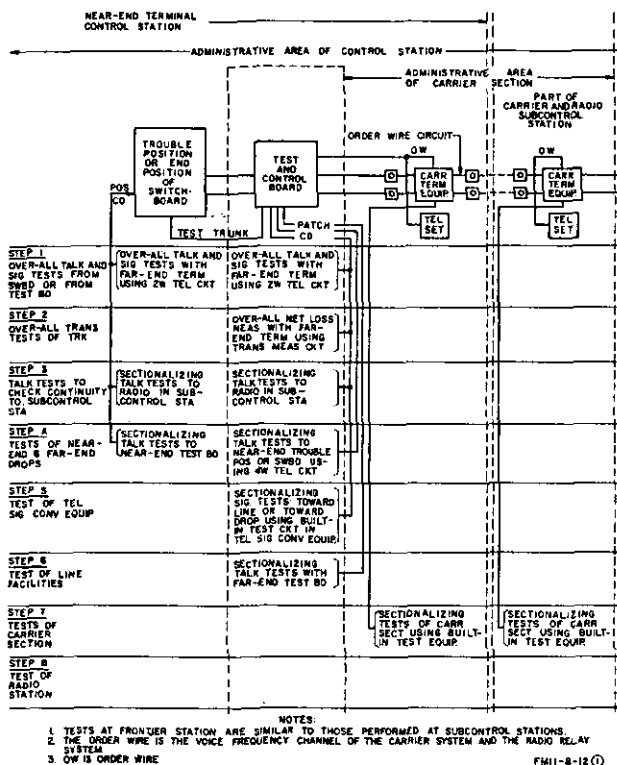 NEAR-END TERMINAL
CONTROL STATION
ADMINISTRATIVE AREA OF CONTROL STATION
ADMINISTRATIVE AREA
OF CARRIER SECTION
PART OF
CARRIER AND RADIO
SUBCONTROL
STATION
TROUBLE
POSITION
OR END
POSITION
OF
SWITCH-
BOARD
TEST
AND
CONTROL
BOARD
ORDER WIRE CIRCUIT
OW
CARR
TERM
EQUIP.
TEL
SET
OW
CARR
TERM
EQUIP.
TEL
SET
POS
CD
TEST TRUNK
PATCH
CD
STEP 1
OVER-ALL TALK AND
SIG TESTS FROM
SWBD OR FROM
TEST BD
OVER-ALL TALK AND
SIG TESTS WITH
FAR-END TERM
USING 2W TEL CKT
OVER-ALL TALK AND
SIG TESTS WITH
FAR-END TERM
USING 2W TEL CKT
STEP 2
OVER-ALL TRANS
TESTS OF TRK
OVER-ALL NET LOSS
MEAS WITH FAR-
END TERM USING
TRANS MEAS CKT
STEP 3
TALK TESTS TO
CHECK CONTINUITY
TO SUBCONTROL
STA
SECTIONALIZING
TALK TESTS TO
RADIO IN SUB-
CONTROL STA
SECTIONALIZING
TALK TESTS TO
RADIO IN SUB-
CONTROL STA
STEP 4
TESTS OF NEAR-
END & FAR-END
DROPS
SECTIONALIZING
TALK TESTS TO
NEAR-END TEST BD
SECTIONALIZING
TALK TESTS TO
NEAR-END TROUBLE
POS OR SWBD US-
ING 4W TEL CKT
STEP 5
TEST OF TEL
SIG CONV EQUIP
SECTIONALIZING
SIG TESTS TOWARD
LINE OR TOWARD
DROP USING BUILT-
IN TEST CKT IN
TEL SIG CONV EQUIP.
STEP 6
TEST OF LINE
FACILITIES
SECTIONALIZING
TALK TESTS WITH
FAR-END TEST BD
STEP 7
TESTS OF
CARRIER
SECTION
SECTIONALIZING
TESTS OF CARR
SECT USING BUILT-
IN TEST EQUIP.
SECTIONALIZING
TESTS OF CARR
SECT USING BUILT-
IN TEST EQUIP.
STEP 8
TEST OF
RADIO
STATION
NOTES:
1. TESTS AT FRONTIER STATION ARE SIMILAR TO THOSE PERFORMED AT SUBCONTROL STATIONS.
2. THE ORDER WIRE IS THE VOICE FREQUENCY CHANNEL OF THE CARRIER SYSTEM AND THE RADIO RELAY
SYSTEM
3. OW IS ORDER WIRE
FM11-8-12①